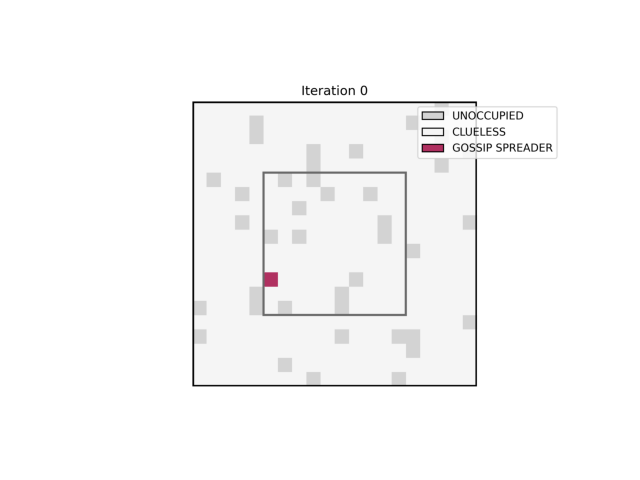 Iteration 0
UNOCCUPIED
CLUELESS
GOSSIP SPREADER